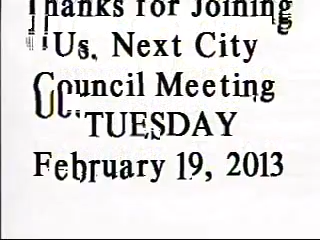 Thanks for Joining
Us. Next City
Council Meeting
TUESDAY
February 19, 2013